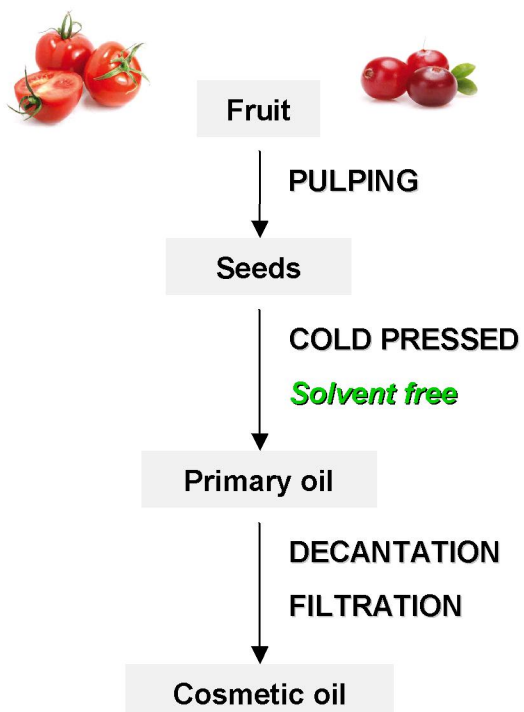 Fruit
PULPING
Seeds
COLD PRESSED
Solvent free
Primary oil
DECANTATION
FILTRATION
Cosmetic oil